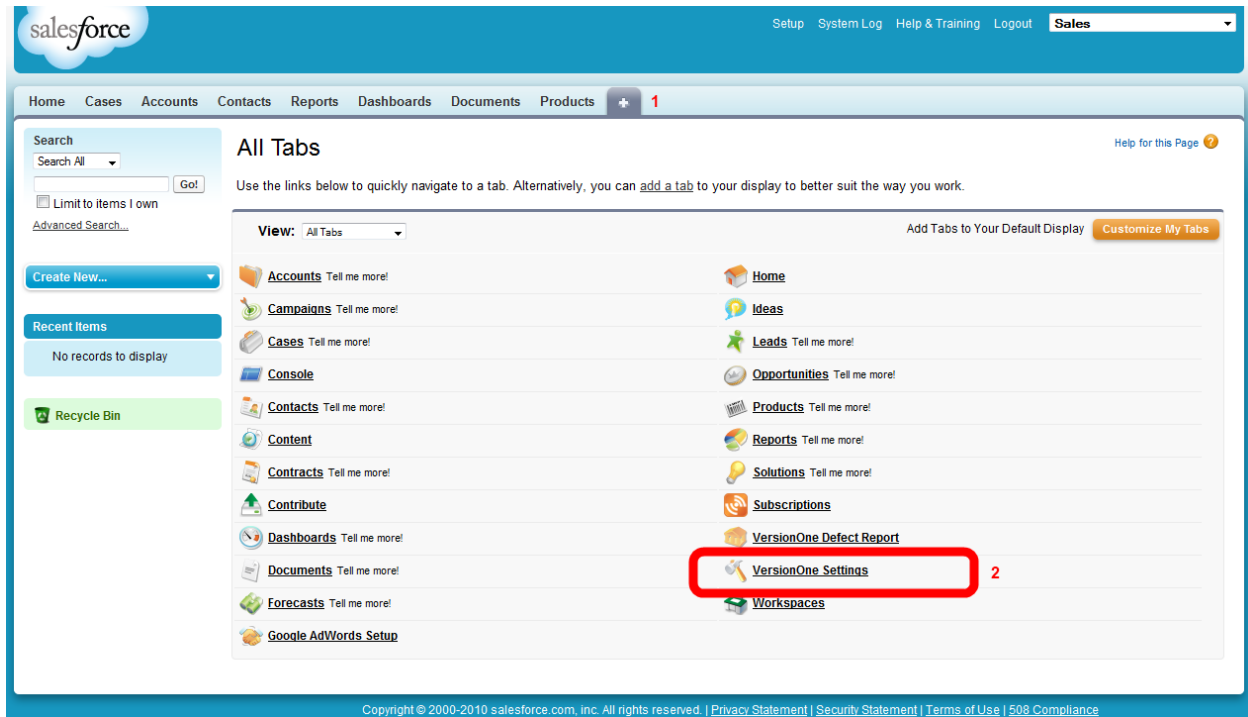 salesforce
Setup System Log Help & Training Logout Sales
Home Cases Accounts Contacts Reports Dashboards Documents Products + 1
Search
Search All
Go!
Limit to items I own
Advanced Search...
Create New...
Recent Items
No records to display
Recycle Bin
All Tabs
Help for this Page ?
Use the links below to quickly navigate to a tab. Alternatively, you can add a tab to your display to better suit the way you work.
View: All Tabs
Add Tabs to Your Default Display Customize My Tabs
Accounts Tell me more!
Campaigns Tell me more!
Cases Tell me more!
Console
Contacts Tell me more!
Content
Contracts Tell me more!
Contribute
Dashboards Tell me more!
Documents Tell me more!
Forecasts Tell me more!
Google AdWords Setup
Home
Ideas
Leads Tell me more!
Opportunities Tell me more!
Products Tell me more!
Reports Tell me more!
Solutions Tell me more!
Subscriptions
VersionOne Defect Report
VersionOne Settings 2
Workspaces
Copyright © 2000-2010 salesforce.com, inc. All rights reserved. | Privacy Statement | Security Statement | Terms of Use | 508 Compliance